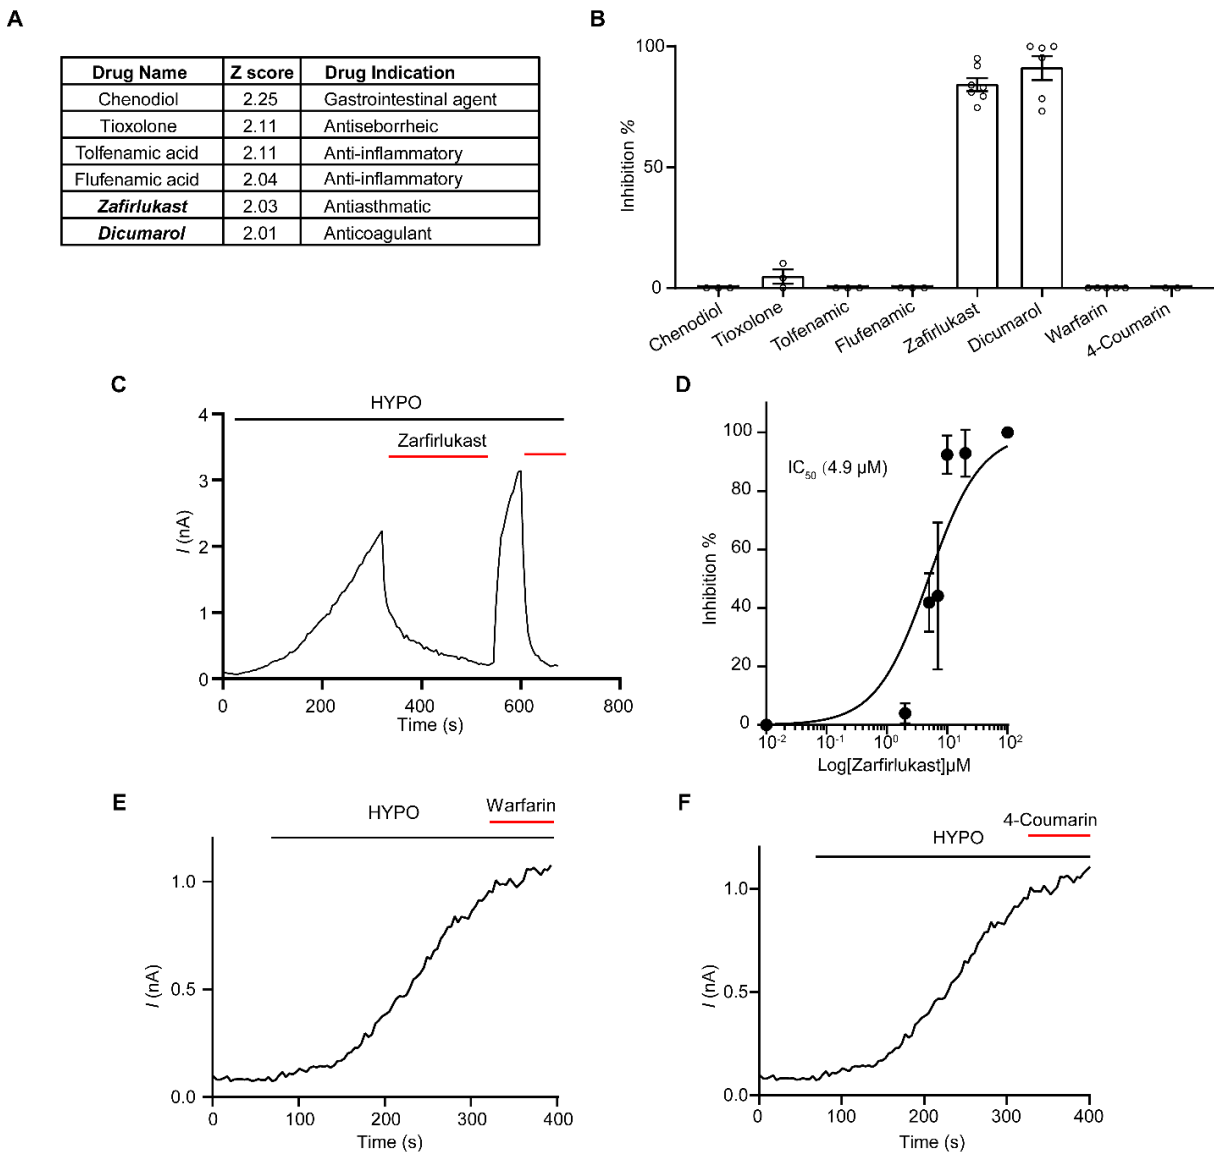 A
Drug Name Z score Drug Indication
Chenodiol 2.25 Gastrointestinal agent
Tioxolone 2.11 Antiseborrheic
Tolfenamic acid 2.11 Anti-inflammatory
Flufenamic acid 2.04 Anti-inflammatory
Zafirlukast 2.03 Antiasthmatic
Dicumarol 2.01 Anticoagulant
B
100
50
0
Inhibition %
Chenodiol
Tioxolone
Tolfenamic
Flufenamic
Zafirlukast
Dicumarol
Warfarin
4-Coumarin
C
HYPO
Zarfirlukast
4
3
2
1
0
I (nA)
0 200 400 600 800
Time (s)
D
IC50 (4.9 µM)
100
80
60
40
20
0
Inhibition %
10-2 10-1 100 101 102
Log[Zarfirlukast]µM
E
Warfarin
HYPO
1.0
0.5
0.0
I (nA)
0 100 200 300 400
Time (s)
F
4-Coumarin
HYPO
1.0
0.5
0.0
I (nA)
0 100 200 300 400
Time (s)